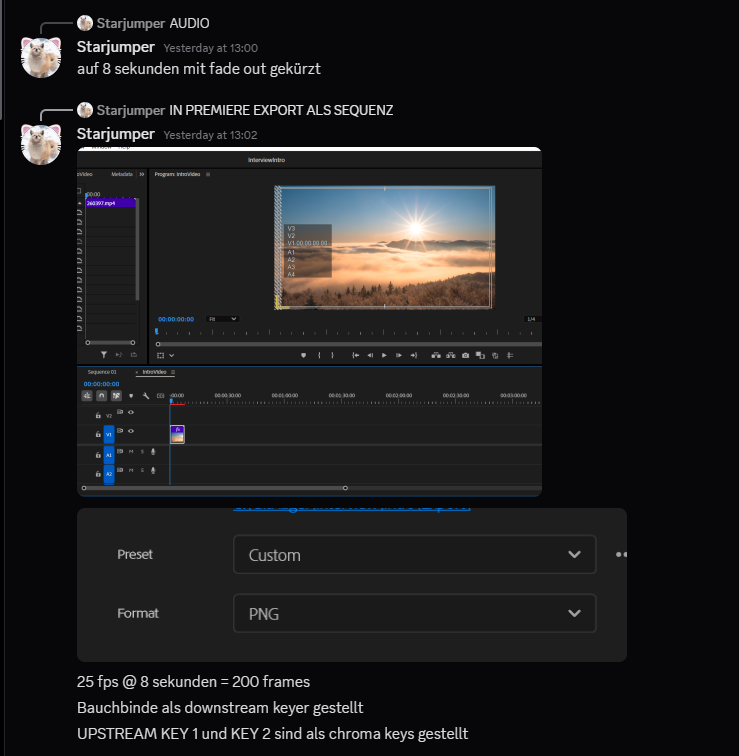 Starjumper AUDIO
Starjumper Yesterday at 13:00
auf 8 sekunden mit fade out gekürzt
Starjumper IN PREMIERE EXPORT ALS SEQUENZ
Starjumper Yesterday at 13:02
InterviewIntro
Metadata
Program: IntroVideo
00:00
260397.mp4
V3
V2
V1 00:00:00:00
A1
A2
A3
A4
00:00:00:00 Fit 1/4
Sequence 01 × IntroVideo
00:00:00:00
:00:00 00:00:30:00 00:01:00:00 00:01:30:00 00:02:00:00 00:02:30:00 00:03:00:00
V2
V1 fx
A1 M S
A2 M S
Preset Custom
Format PNG
25 fps @ 8 sekunden = 200 frames
Bauchbinde als downstream keyer gestellt
UPSTREAM KEY 1 und KEY 2 sind als chroma keys gestellt